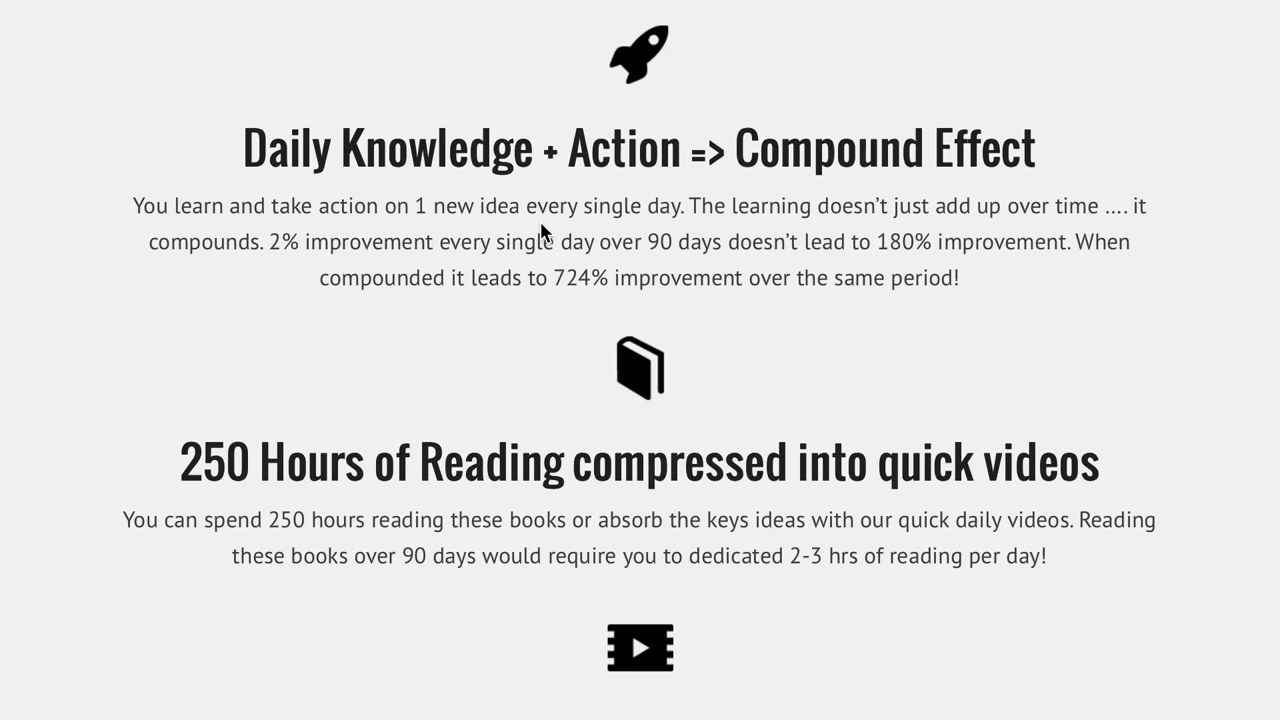 Daily Knowledge + Action => Compound Effect
You learn and take action on 1 new idea every single day. The learning doesn’t just add up over time .... it
compounds. 2% improvement every single day over 90 days doesn’t lead to 180% improvement. When
compounded it leads to 724% improvement over the same period!
250 Hours of Reading compressed into quick videos
You can spend 250 hours reading these books or absorb the keys ideas with our quick daily videos. Reading
these books over 90 days would require you to dedicated 2-3 hrs of reading per day!